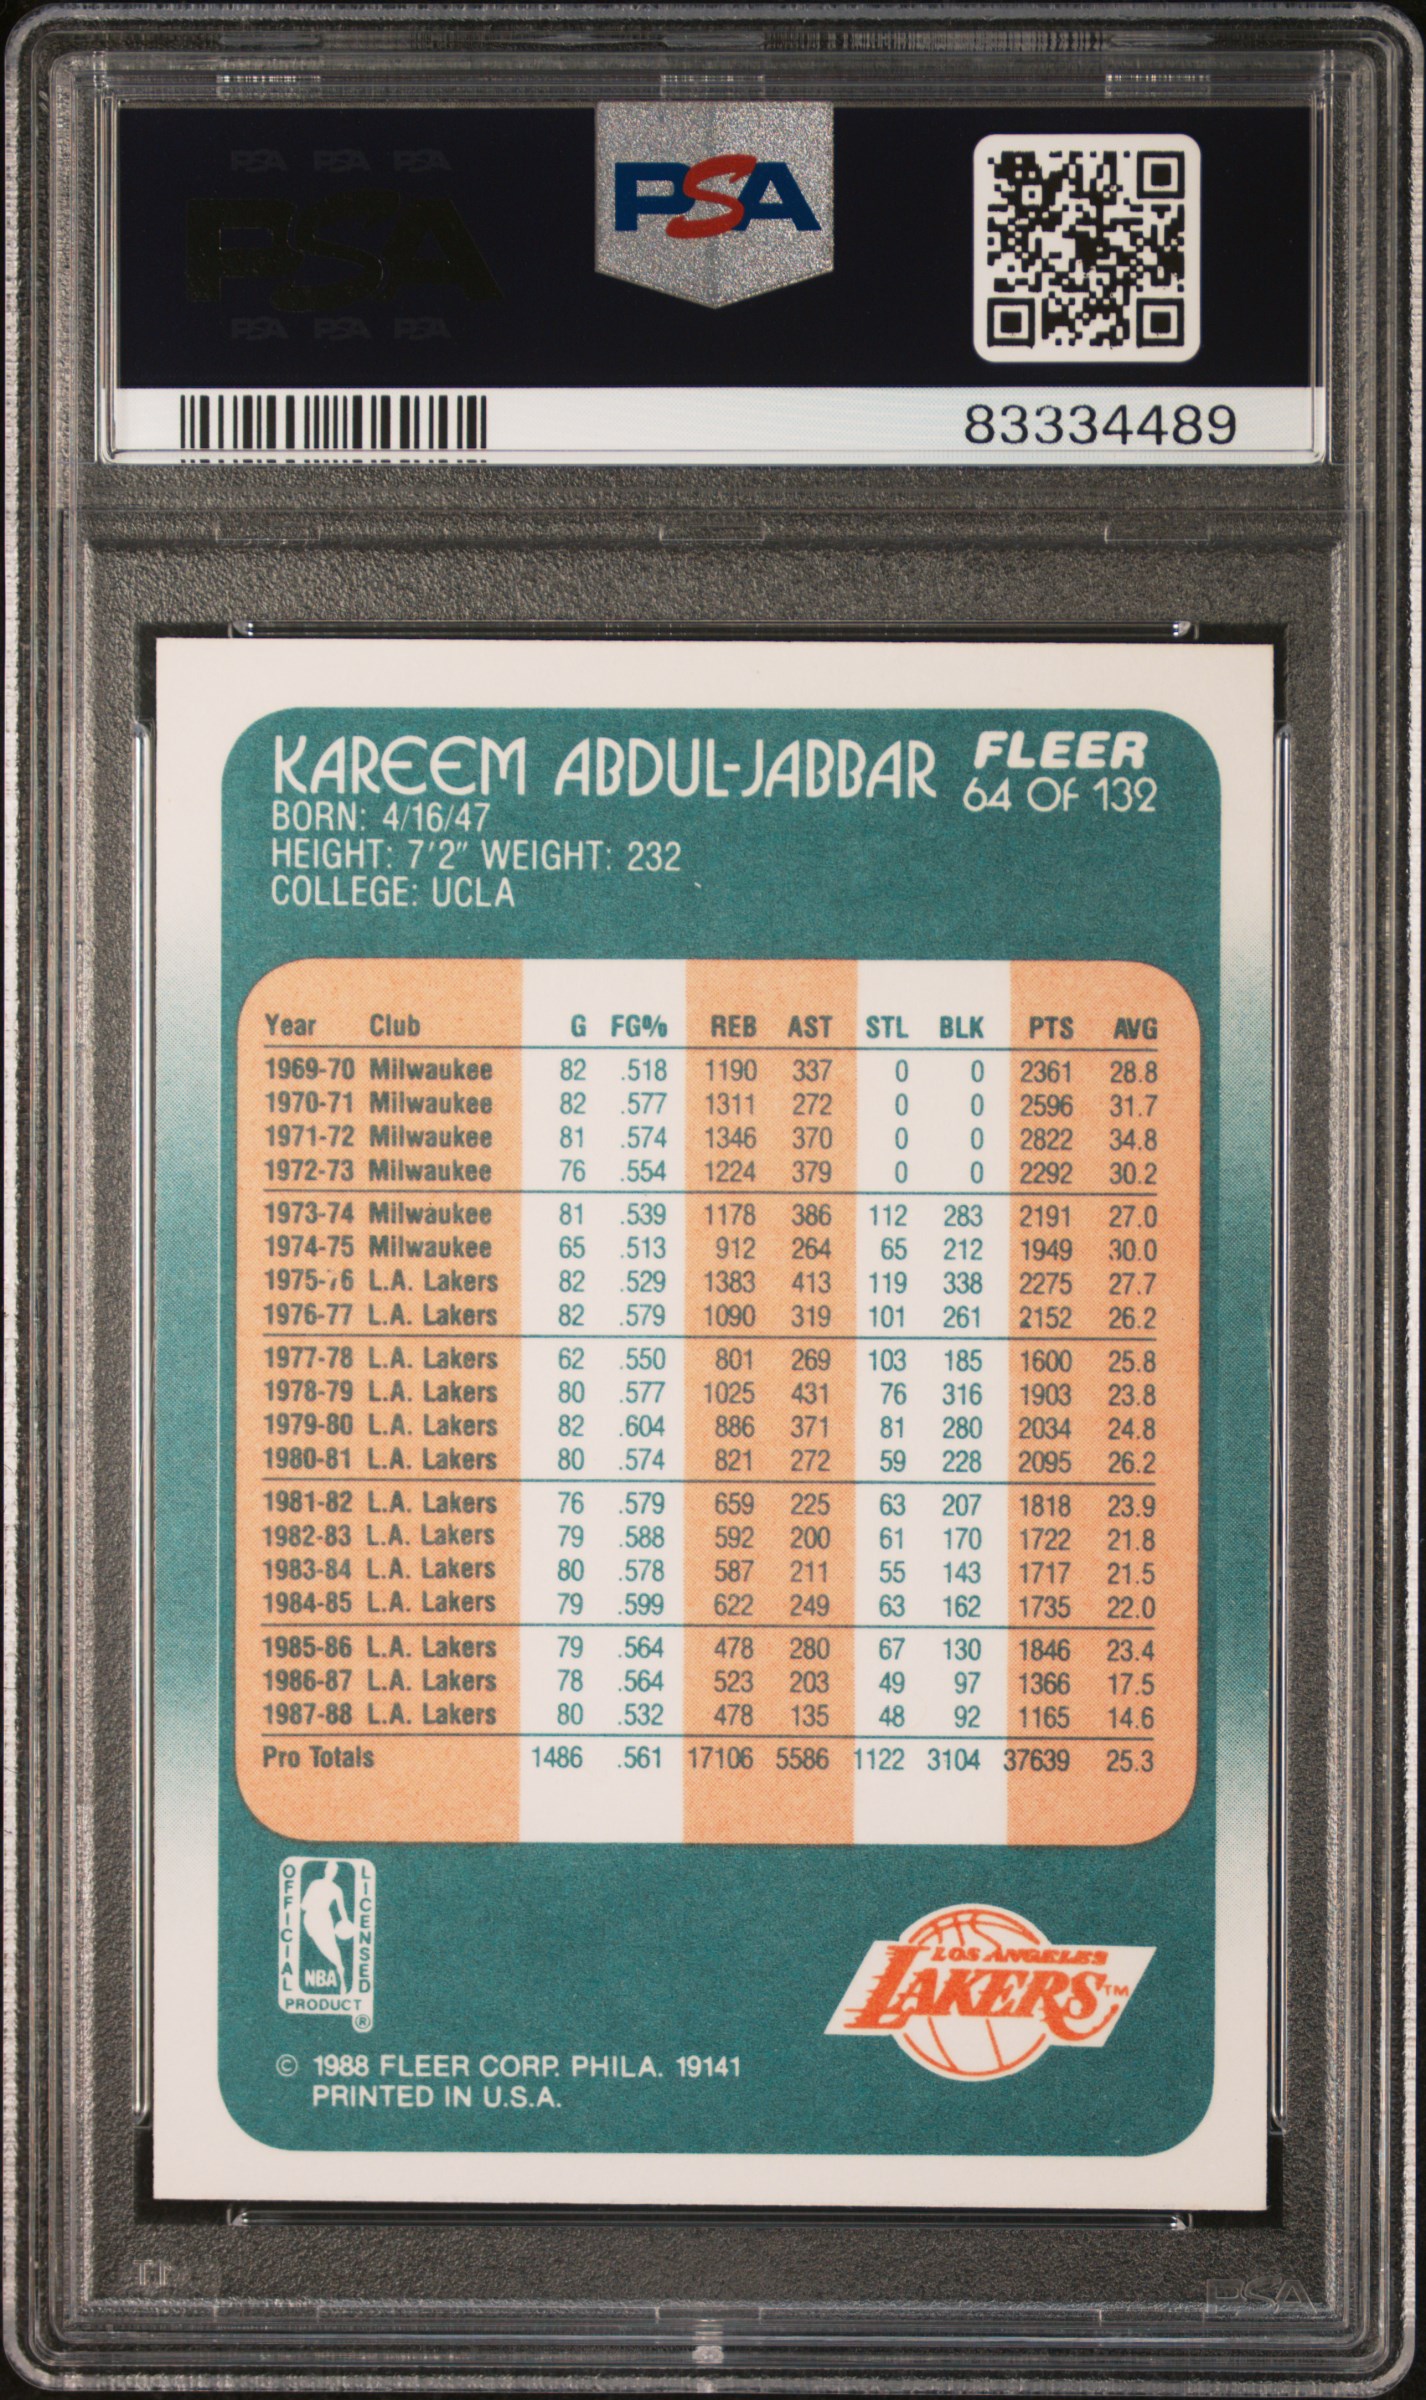 PSA PSA PSA
PSA
PSA PSA PSA
PSA
83334489
KAREEM ABDUL-JABBAR FLEER
64 OF 132
BORN: 4/16/47
HEIGHT: 7'2" WEIGHT: 232
COLLEGE: UCLA
Year Club G FG% REB AST STL BLK PTS AVG
1969-70 Milwaukee 82 .518 1190 337 0 0 2361 28.8
1970-71 Milwaukee 82 .577 1311 272 0 0 2596 31.7
1971-72 Milwaukee 81 .574 1346 370 0 0 2822 34.8
1972-73 Milwaukee 76 .554 1224 379 0 0 2292 30.2
1973-74 Milwaukee 81 .539 1178 386 112 283 2191 27.0
1974-75 Milwaukee 65 .513 912 264 65 212 1949 30.0
1975-76 L.A. Lakers 82 .529 1383 413 119 338 2275 27.7
1976-77 L.A. Lakers 82 .579 1090 319 101 261 2152 26.2
1977-78 L.A. Lakers 62 .550 801 269 103 185 1600 25.8
1978-79 L.A. Lakers 80 .577 1025 431 76 316 1903 23.8
1979-80 L.A. Lakers 82 .604 886 371 81 280 2034 24.8
1980-81 L.A. Lakers 80 .574 821 272 59 228 2095 26.2
1981-82 L.A. Lakers 76 .579 659 225 63 207 1818 23.9
1982-83 L.A. Lakers 79 .588 592 200 61 170 1722 21.8
1983-84 L.A. Lakers 80 .578 587 211 55 143 1717 21.5
1984-85 L.A. Lakers 79 .599 622 249 63 162 1735 22.0
1985-86 L.A. Lakers 79 .564 478 280 67 130 1846 23.4
1986-87 L.A. Lakers 78 .564 523 203 49 97 1366 17.5
1987-88 L.A. Lakers 80 .532 478 135 48 92 1165 14.6
Pro Totals 1486 .561 17106 5586 1122 3104 37639 25.3
OFFICIAL LICENSED
NBA
PRODUCT
®
LOS ANGELES
LAKERS™
© 1988 FLEER CORP. PHILA. 19141
PRINTED IN U.S.A.
PSA